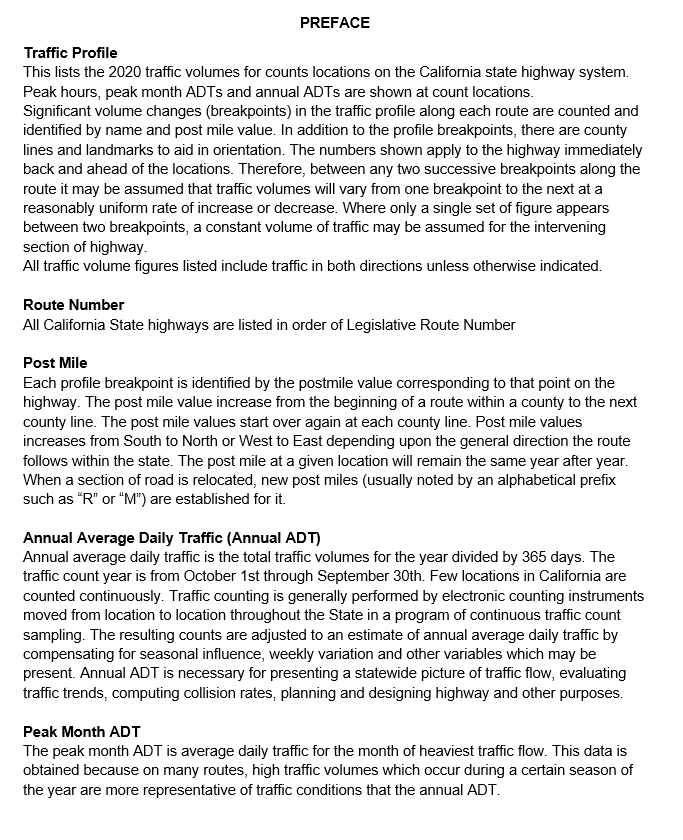 PREFACE
Traffic Profile
This lists the 2020 traffic volumes for counts locations on the California state highway system.
Peak hours, peak month ADTs and annual ADTs are shown at count locations.
Significant volume changes (breakpoints) in the traffic profile along each route are counted and
identified by name and post mile value. In addition to the profile breakpoints, there are county
lines and landmarks to aid in orientation. The numbers shown apply to the highway immediately
back and ahead of the locations. Therefore, between any two successive breakpoints along the
route it may be assumed that traffic volumes will vary from one breakpoint to the next at a
reasonably uniform rate of increase or decrease. Where only a single set of figure appears
between two breakpoints, a constant volume of traffic may be assumed for the intervening
section of highway.
All traffic volume figures listed include traffic in both directions unless otherwise indicated.
Route Number
All California State highways are listed in order of Legislative Route Number
Post Mile
Each profile breakpoint is identified by the postmile value corresponding to that point on the
highway. The post mile value increase from the beginning of a route within a county to the next
county line. The post mile values start over again at each county line. Post mile values
increases from South to North or West to East depending upon the general direction the route
follows within the state. The post mile at a given location will remain the same year after year.
When a section of road is relocated, new post miles (usually noted by an alphabetical prefix
such as “R” or “M”) are established for it.
Annual Average Daily Traffic (Annual ADT)
Annual average daily traffic is the total traffic volumes for the year divided by 365 days. The
traffic count year is from October 1st through September 30th. Few locations in California are
counted continuously. Traffic counting is generally performed by electronic counting instruments
moved from location to location throughout the State in a program of continuous traffic count
sampling. The resulting counts are adjusted to an estimate of annual average daily traffic by
compensating for seasonal influence, weekly variation and other variables which may be
present. Annual ADT is necessary for presenting a statewide picture of traffic flow, evaluating
traffic trends, computing collision rates, planning and designing highway and other purposes.
Peak Month ADT
The peak month ADT is average daily traffic for the month of heaviest traffic flow. This data is
obtained because on many routes, high traffic volumes which occur during a certain season of
the year are more representative of traffic conditions that the annual ADT.